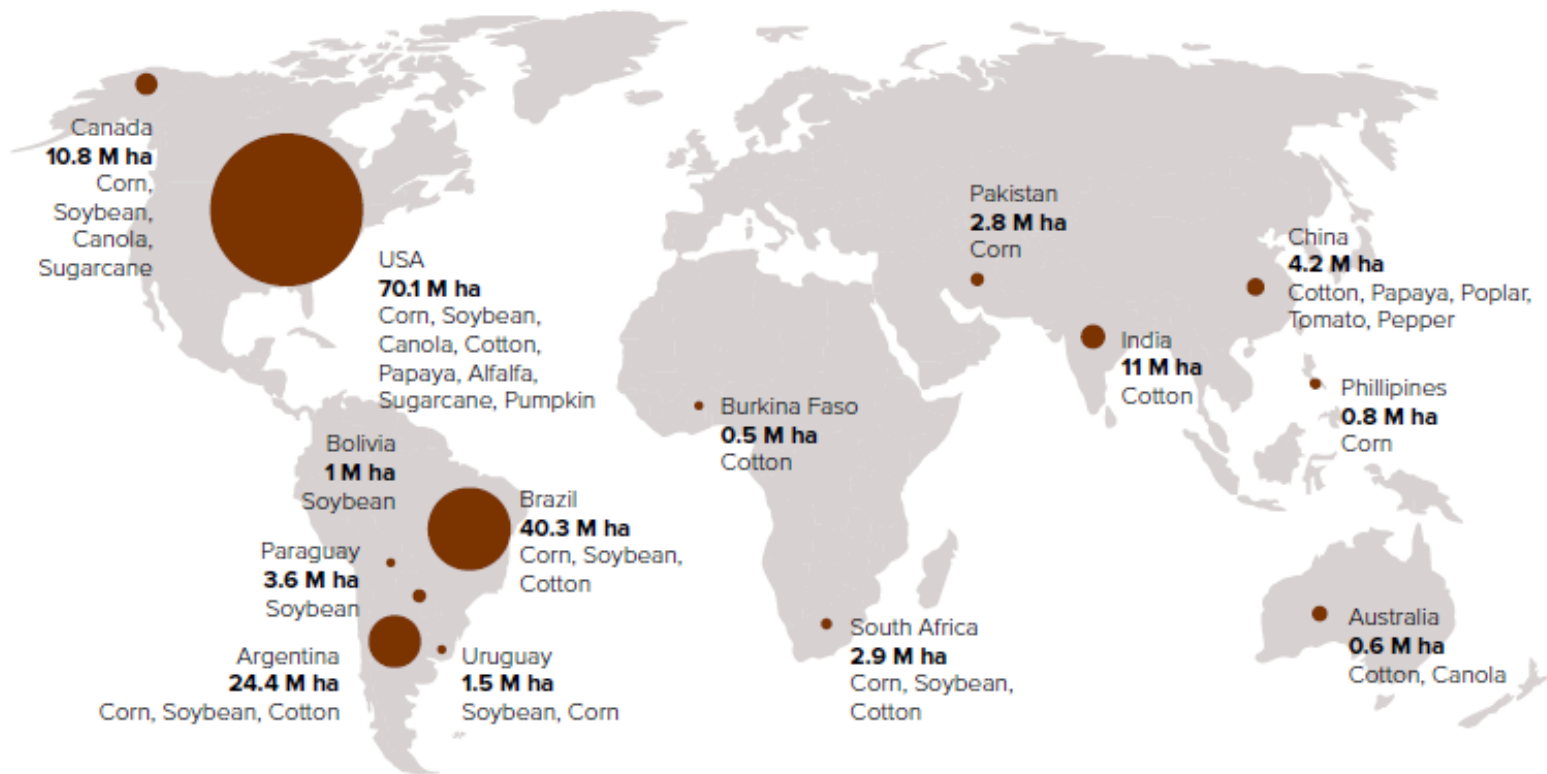 Canada
10.8 M ha
Corn,
Soybean,
Canola,
Sugarcane
USA
70.1 M ha
Corn, Soybean,
Canola, Cotton,
Papaya, Alfalfa,
Sugarcane, Pumpkin
Bolivia
1 M ha
Soybean
Brazil
40.3 M ha
Corn, Soybean,
Cotton
Paraguay
3.6 M ha
Soybean
Argentina
24.4 M ha
Corn, Soybean, Cotton
Uruguay
1.5 M ha
Soybean, Corn
Burkina Faso
0.5 M ha
Cotton
South Africa
2.9 M ha
Corn, Soybean,
Cotton
Pakistan
2.8 M ha
Corn
China
4.2 M ha
Cotton, Papaya, Poplar,
Tomato, Pepper
India
11 M ha
Cotton
Phillipines
0.8 M ha
Corn
Australia
0.6 M ha
Cotton, Canola